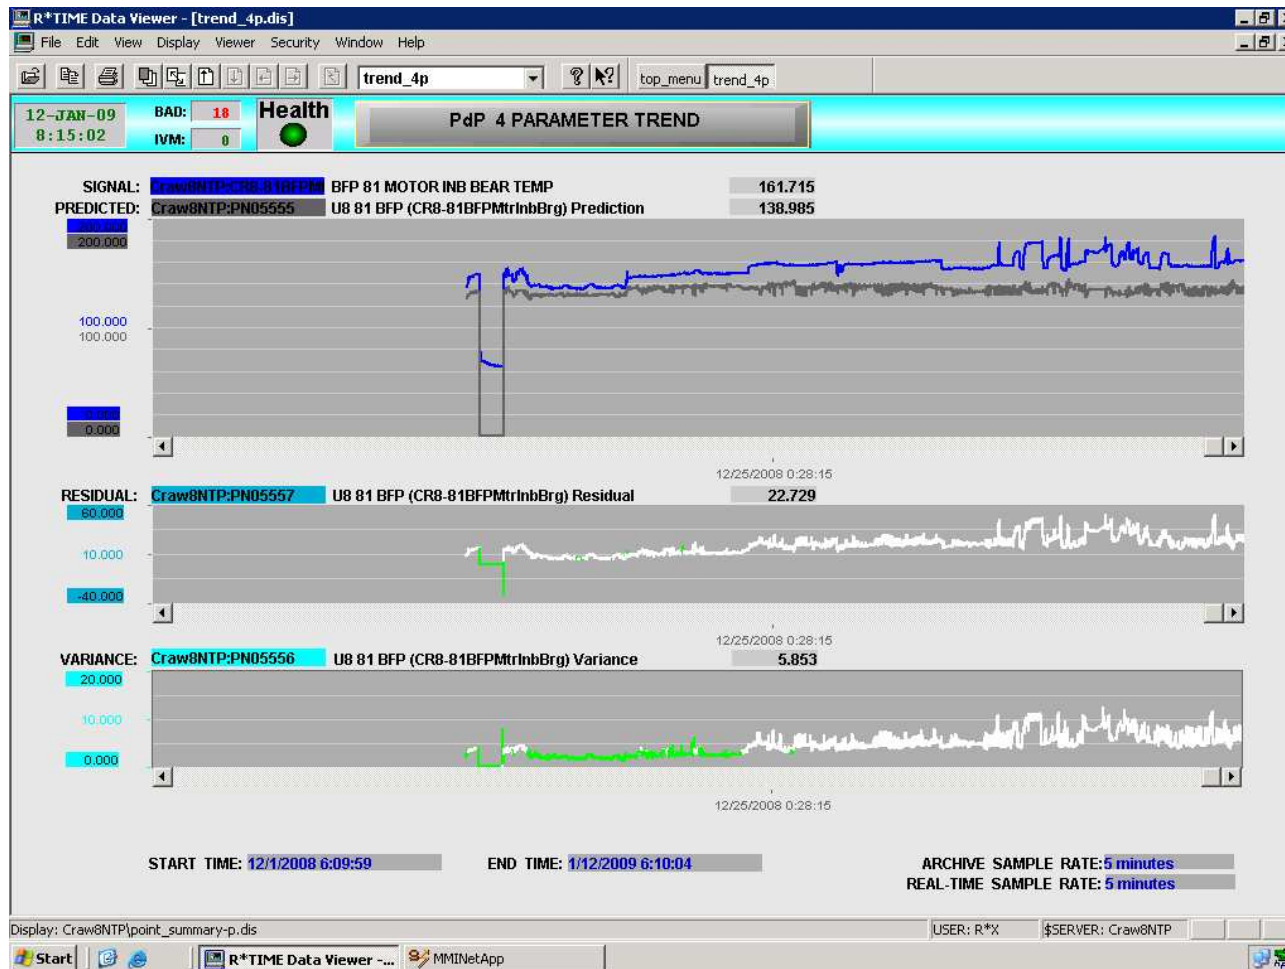 R*TIME Data Viewer - [trend_4p.dis]
File Edit View Display Viewer Security Window Help
trend_4p top_menu trend_4p
12-JAN-09
8:15:02
BAD: 18
IVM: 0
Health
PdP 4 PARAMETER TREND
SIGNAL: Craw8NTP:CR8-81BFPM BFP 81 MOTOR INB BEAR TEMP 161.715
PREDICTED: Craw8NTP:PN05555 U8 81 BFP (CR8-81BFPMtrInbBrg) Prediction 138.985
200.000
200.000
100.000
100.000
0.000
0.000
12/25/2008 0:28:15
RESIDUAL: Craw8NTP:PN05557 U8 81 BFP (CR8-81BFPMtrInbBrg) Residual 22.729
60.000
10.000
-40.000
12/25/2008 0:28:15
VARIANCE: Craw8NTP:PN05556 U8 81 BFP (CR8-81BFPMtrInbBrg) Variance 5.853
20.000
10.000
0.000
12/25/2008 0:28:15
START TIME: 12/1/2008 6:09:59 END TIME: 1/12/2009 6:10:04 ARCHIVE SAMPLE RATE: 5 minutes
REAL-TIME SAMPLE RATE: 5 minutes
Display: Craw8NTP\point_summary-p.dis USER: R*X $SERVER: Craw8NTP
Start R*TIME Data Viewer -... MMINetApp